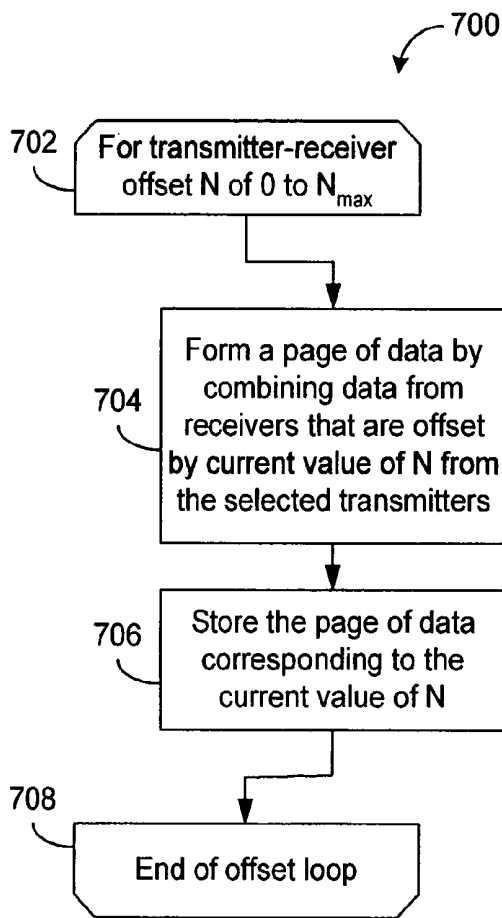 700
702
For transmitter-receiver
offset N of 0 to Nmax
704
Form a page of data by
combining data from
receivers that are offset
by current value of N from
the selected transmitters
706
Store the page of data
corresponding to the
current value of N
708
End of offset loop